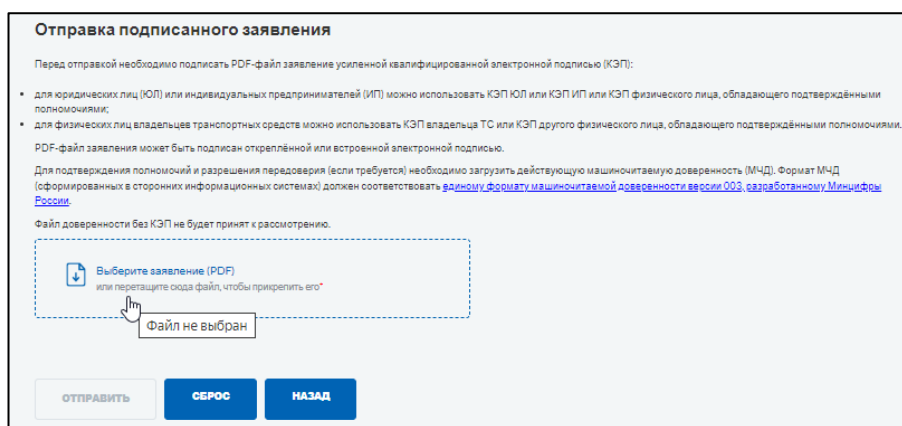 Отправка подписанного заявления
Перед отправкой необходимо подписать PDF-файл заявление усиленной квалифицированной электронной подписью (КЭП):
• для юридических лиц (ЮЛ) или индивидуальных предпринимателей (ИП) можно использовать КЭП ЮЛ или КЭП ИП или КЭП физического лица, обладающего подтверждёнными
полномочиями;
• для физических лиц владельцев транспортных средств можно использовать КЭП владельца ТС или КЭП другого физического лица, обладающего подтверждёнными полномочиями.
PDF-файл заявления может быть подписан откреплённой или встроенной электронной подписью.
Для подтверждения полномочий и разрешения передоверия (если требуется) необходимо загрузить действующую машиночитаемую доверенность (МЧД). Формат МЧД
(сформированных в сторонних информационных системах) должен соответствовать единому формату машиночитаемой доверенности версии 003, разработанному Минцифры
России.
Файл доверенности без КЭП не будет принят к рассмотрению.
Выберите заявление (PDF)
или перетащите сюда файл, чтобы прикрепить его*
Файл не выбран
ОТПРАВИТЬ СБРОС НАЗАД